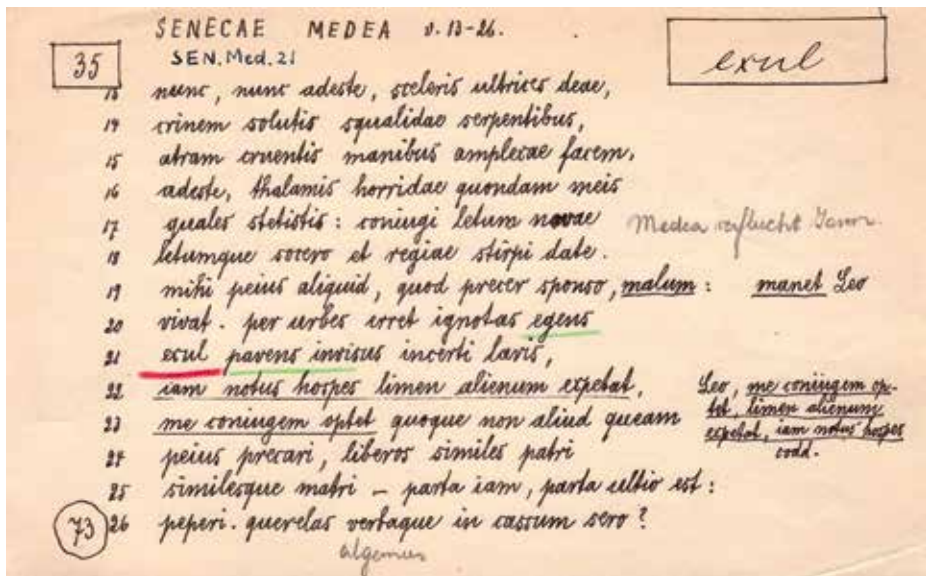 SENECAE MEDEA v. 13-26.
35
SEN. Med. 21
exul
13 nunc, nunc adeste, sceleris ultrices deae,
14 crinem solutis squalidae serpentibus,
15 atram cruentis manibus amplexae facem,
16 adeste, thalamis horridae quondam meis
17 quales stetistis: coniugi letum novae
Medea verflucht Iason.
18 letumque socero et regiae stirpi date.
19 mihi peius aliquid, quod precer sponso, malum: manet Leo
20 vivat. per urbes erret ignotas egens
21 exul pavens invisus incerti laris,
22 iam notus hospes limen alienum expetat,
23 me coniugem optet quoque non aliud queam
Leo, me coniugem op-
tet, limen alienum
expetat, iam notus hospes
codd.
24 peius precari, liberos similes patri
25 similesque matri – parta iam, parta ultio est:
73 26 peperi. querelas verbaque in cassum sero?